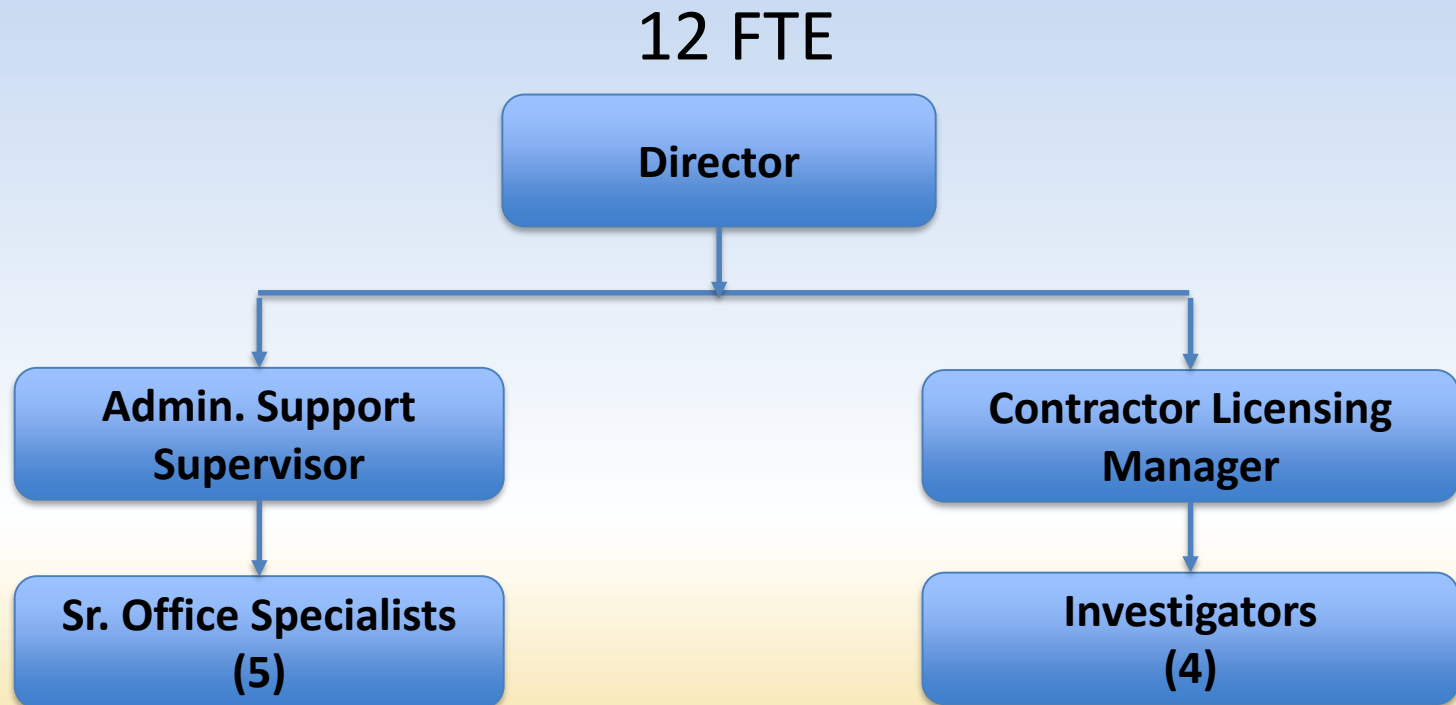 12 FTE
Director
Admin. Support
Supervisor
Contractor Licensing
Manager
Sr. Office Specialists
(5)
Investigators
(4)